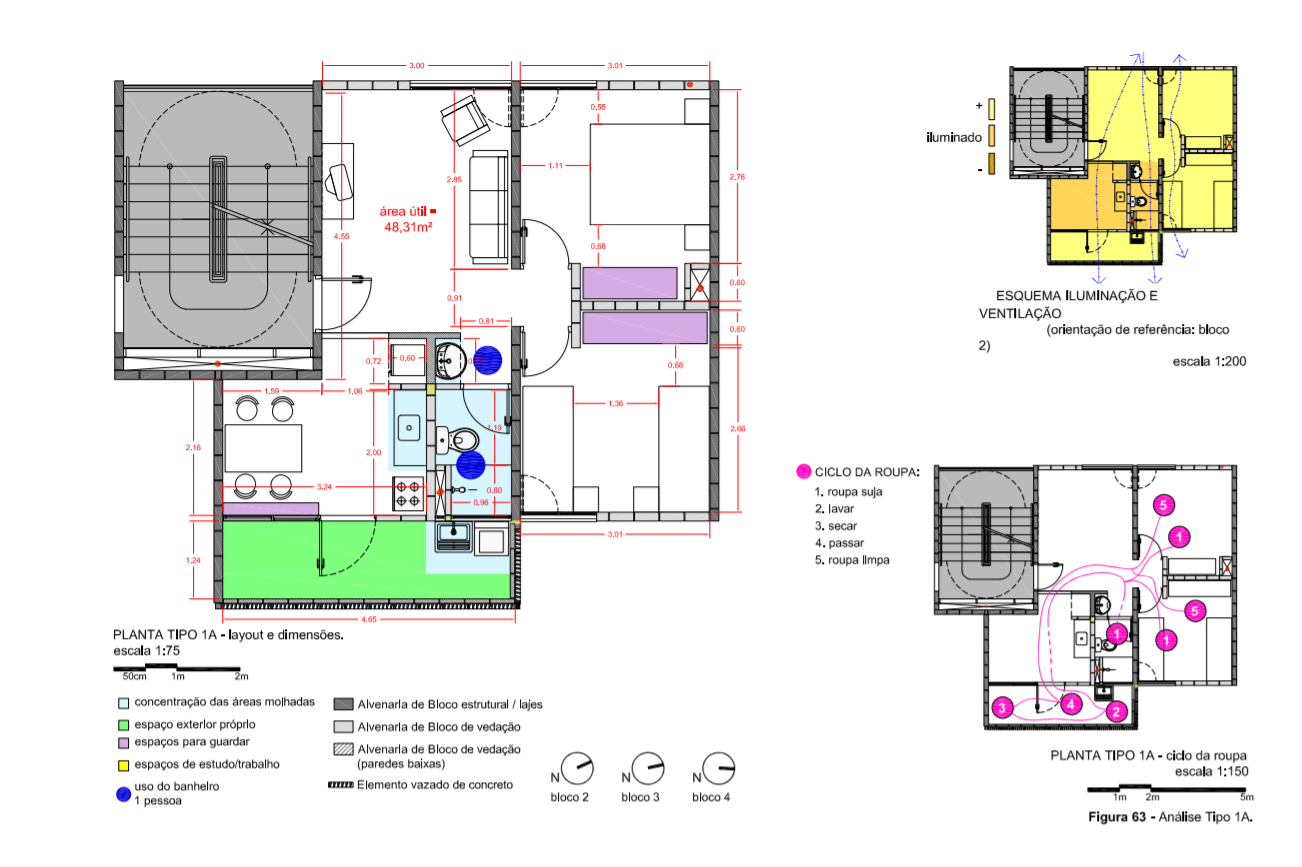 3.00
3.01
0.55
1.11
2.85
2.76
área útil =
48,31m²
4.55
0.68
0.60
0.91
0.81
0.60
0.72
0.60
0.68
1.59
1.06
1.36
1.19
2.16
2.00
2.66
3.24
0.80
0.96
3.01
1.24
4,65
PLANTA TIPO 1A - layout e dimensões.
escala 1:75
50cm 1m 2m
concentração das áreas molhadas
espaço exterior próprio
espaços para guardar
espaços de estudo/trabalho
uso do banheiro
1 pessoa
Alvenaria de Bloco estrutural / lajes
Alvenaria de Bloco de vedação
Alvenaria de Bloco de vedação
(paredes baixas)
Elemento vazado de concreto
N N N
bloco 2 bloco 3 bloco 4
+
iluminado
-
ESQUEMA ILUMINAÇÃO E
VENTILAÇÃO
(orientação de referência: bloco
2)
escala 1:200
CICLO DA ROUPA:
1. roupa suja
2. lavar
3. secar
4. passar
5. roupa limpa
5
1
5
1
1
3
4
2
PLANTA TIPO 1A - ciclo da roupa
escala 1:150
1m 2m 5m
Figura 63 - Análise Tipo 1A.